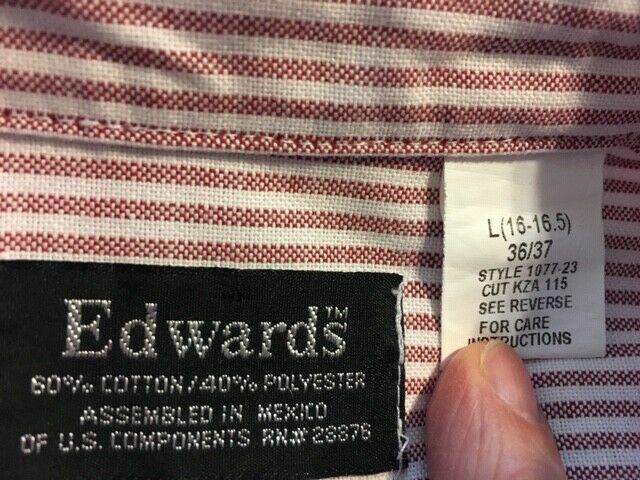 L(16-16.5)
36/37
STYLE 1077-23
CUT KZA 115
SEE REVERSE
FOR CARE
INSTRUCTIONS
Edwards™
60% COTTON/40% POLYESTER
ASSEMBLED IN MEXICO
OF U.S. COMPONENTS RN# 28876